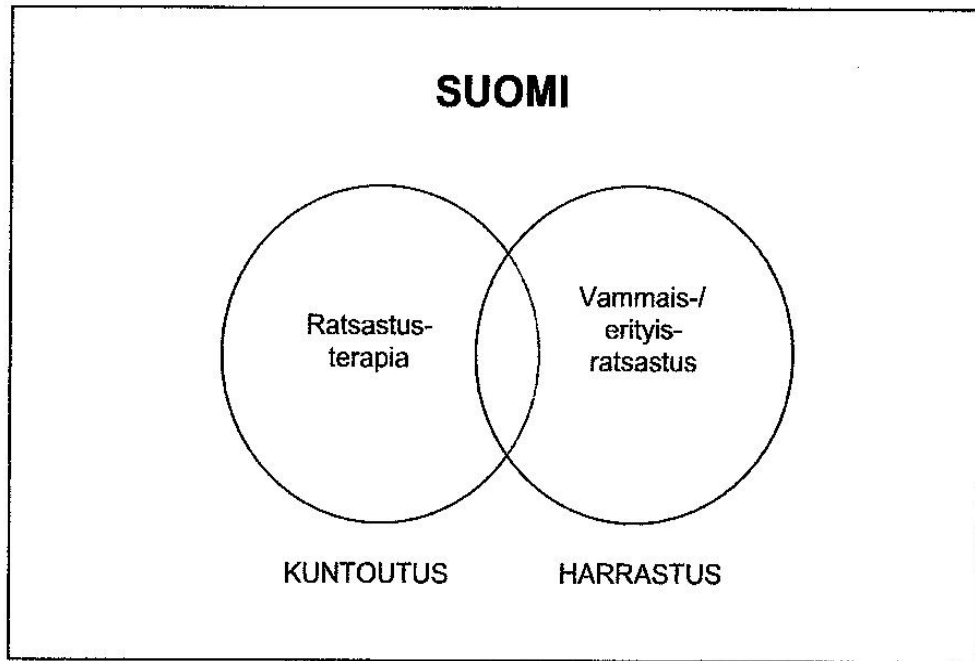 SUOMI
Ratsastus-
terapia
Vammais-/
erityis-
ratsastus
KUNTOUTUS
HARRASTUS